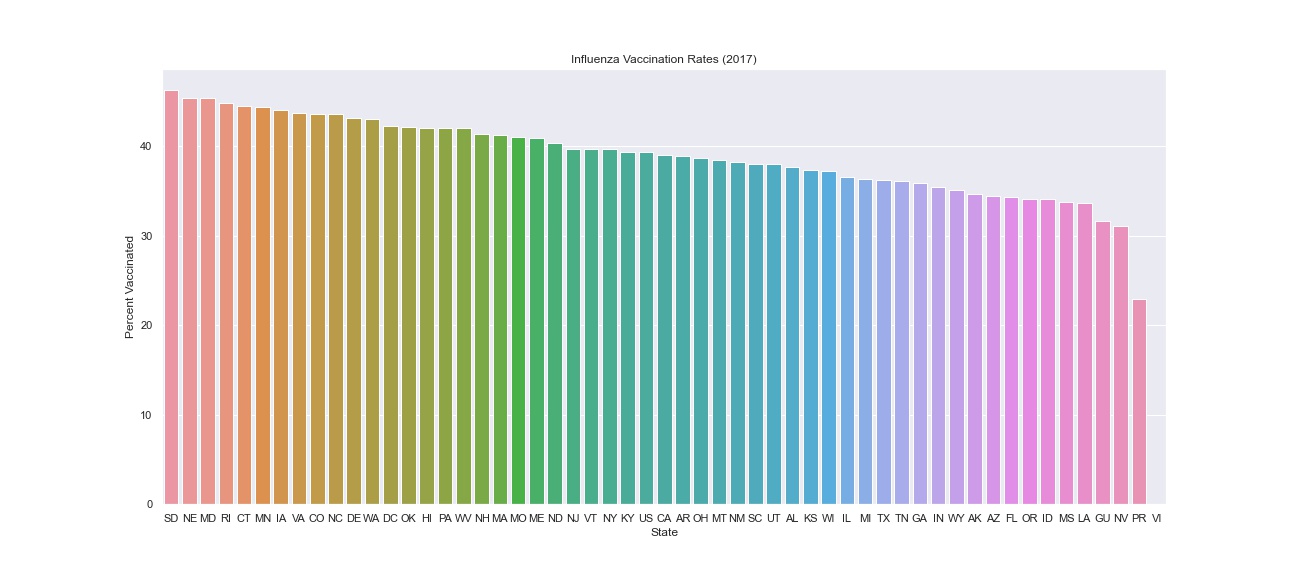 Influenza Vaccination Rates (2017)
Percent Vaccinated
40
30
20
10
0
SD NE MD RI CT MN IA VA CO NC DE WA DC OK HI PA WV NH MA MO ME ND NJ VT NY KY US CA AR OH MT NM SC UT AL KS WI IL MI TX TN GA IN WY AK AZ FL OR ID MS LA GU NV PR VI
State